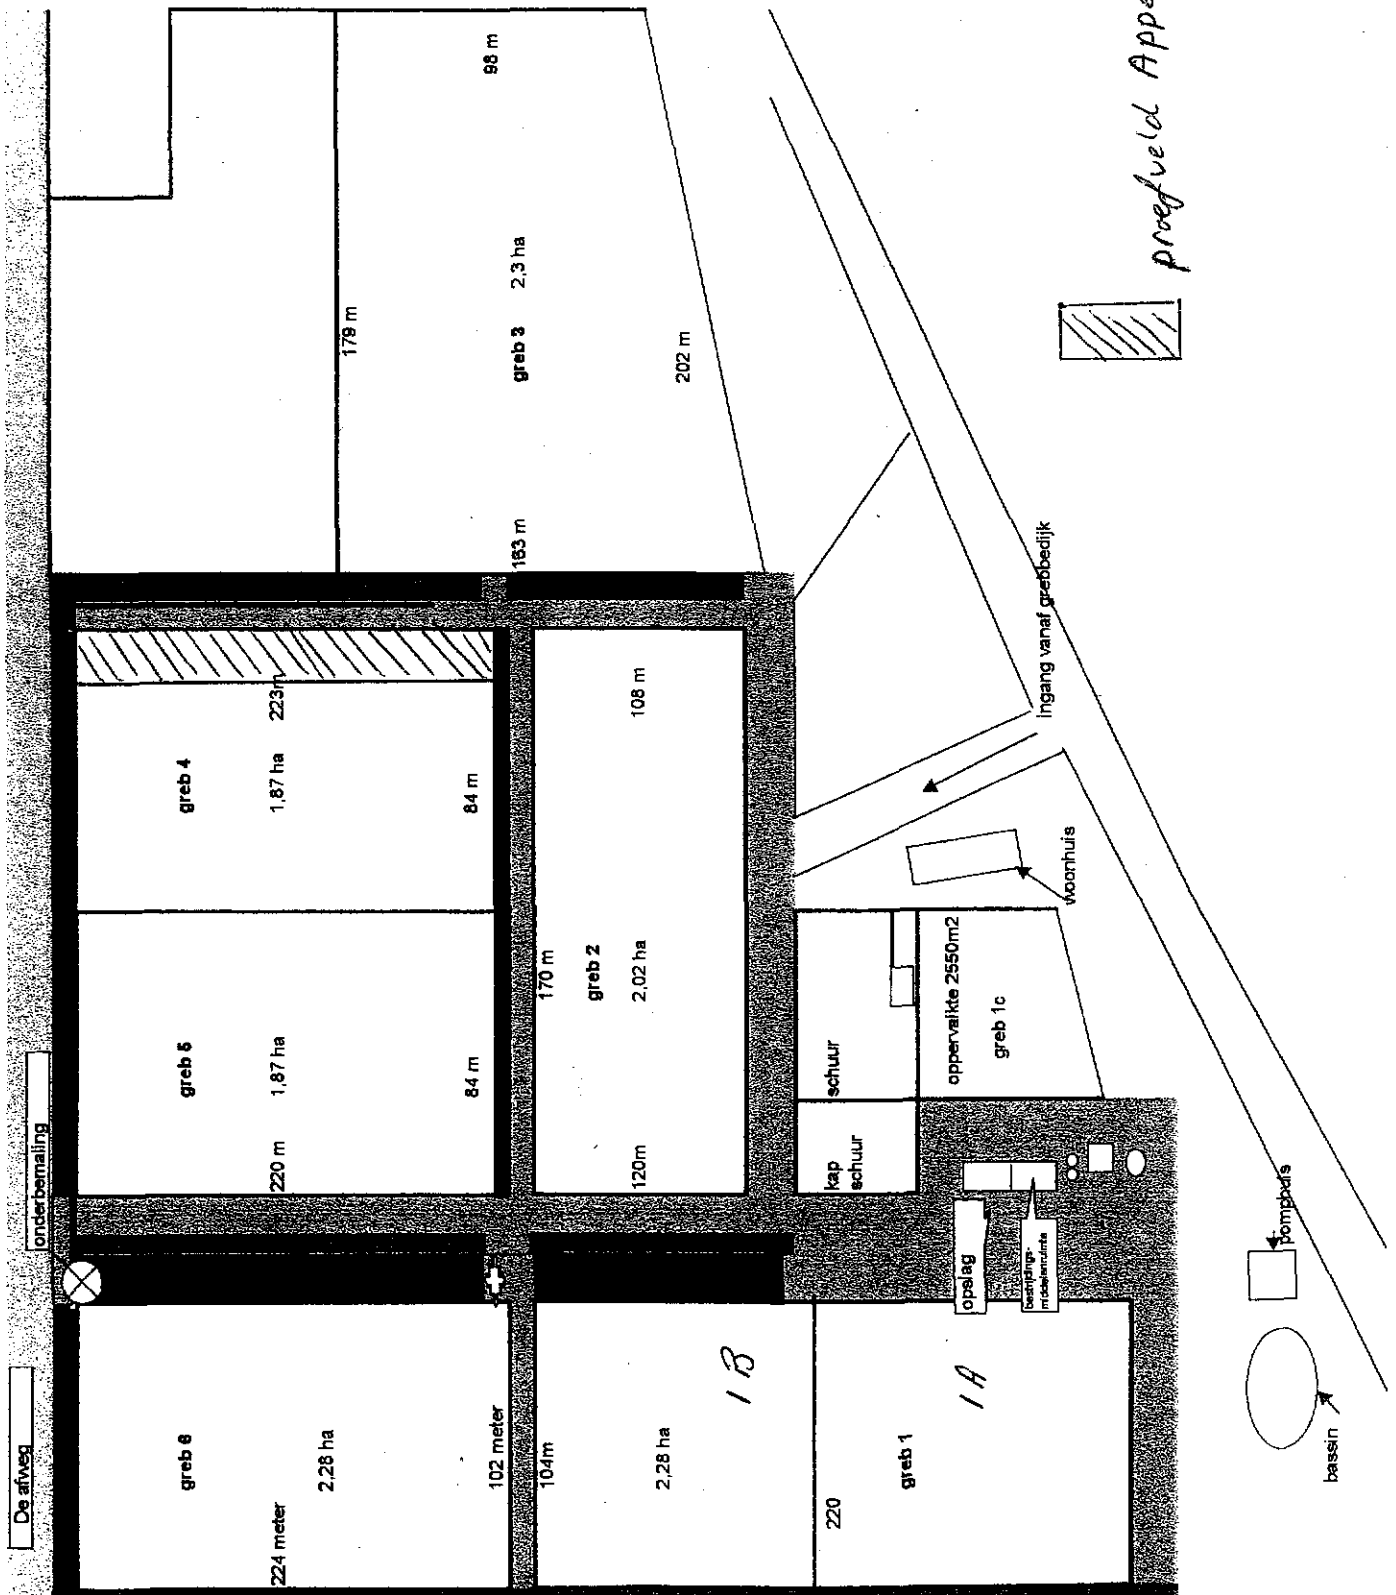 De afweg
onderbemaling
greb 6
2,28 ha
224 meter
102 meter
greb 5
1,87 ha
220 m
84 m
greb 4
1,87 ha
223m
84 m
179 m
98 m
greb 3 2,3 ha
163 m
202 m
104m
2,28 ha
1 B
220
greb 1
1A
170 m
greb 2
2,02 ha
120m
108 m
kap
schuur
schuur
oppervalkte 2550m2
greb 1c
opslag
bestrijdings-
middelenruimte
woonhuis
Ingang vanaf grebbedijk
pomphuis
bassin
proefveld